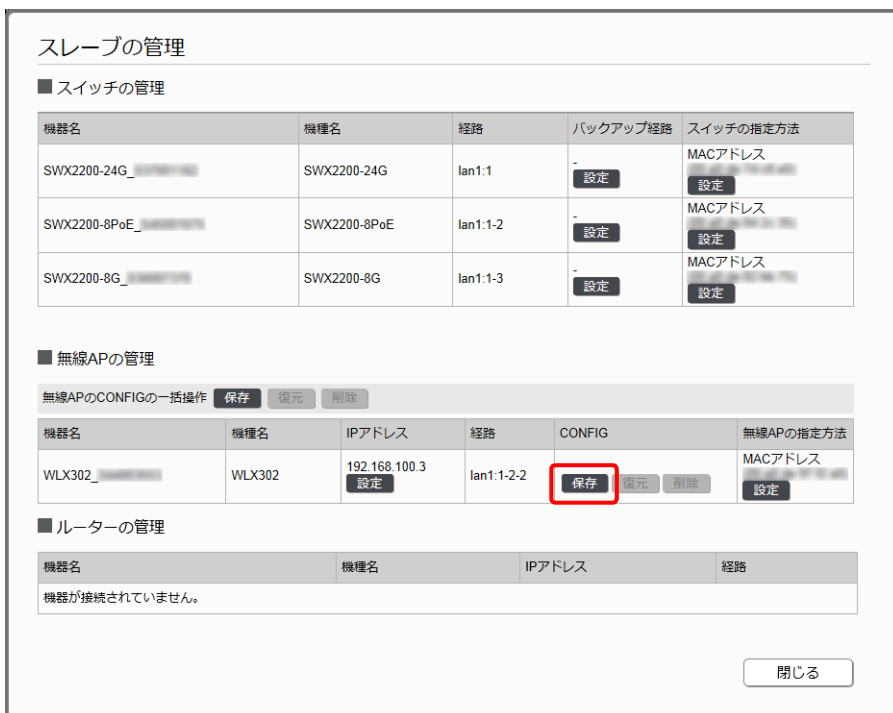 スレーブの管理
スイッチの管理
機器名 機種名 経路 バックアップ経路 スイッチの指定方法
SWX2200-24G_ SWX2200-24G lan1:1 - 設定 MACアドレス 設定
SWX2200-8PoE_ SWX2200-8PoE lan1:1-2 - 設定 MACアドレス 設定
SWX2200-8G_ SWX2200-8G lan1:1-3 - 設定 MACアドレス 設定
無線APの管理
無線APのCONFIGの一括操作 保存 復元 削除
機器名 機種名 IPアドレス 経路 CONFIG 無線APの指定方法
WLX302_ WLX302 192.168.100.3 設定 lan1:1-2-2 保存 復元 削除 MACアドレス 設定
ルーターの管理
機器名 機種名 IPアドレス 経路
機器が接続されていません。
閉じる